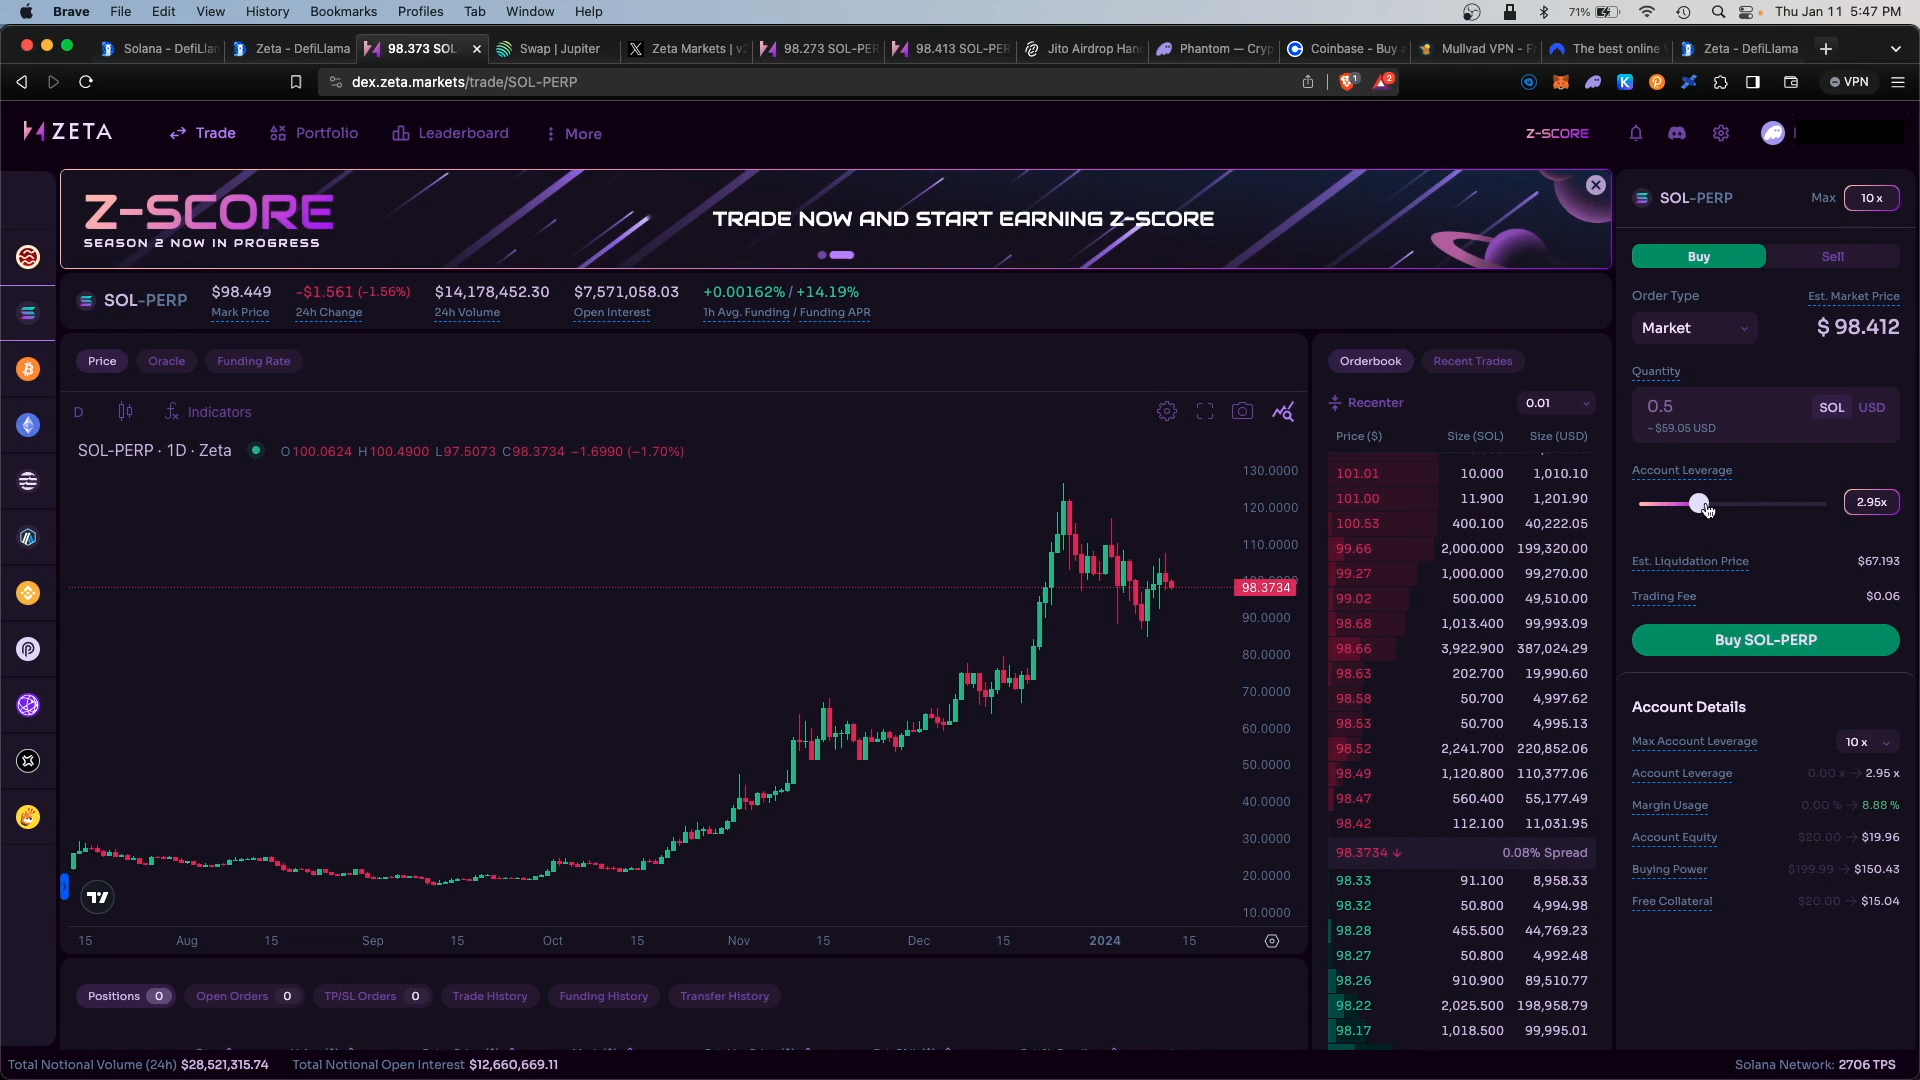 Brave File Edit View History Bookmarks Profiles Tab Window Help 71% Thu Jan 11 5:47 PM
Solana - DefiLlan Zeta - DefiLlama 98.373 SOL- Swap | Jupiter Zeta Markets | v2 98.273 SOL-PER 98.413 SOL-PER Jito Airdrop Han Phantom — Cryp Coinbase - Buy a Mullvad VPN - Fr The best online Zeta - DefiLlama
dex.zeta.markets/trade/SOL-PERP 1 2 VPN
ZETA Trade Portfolio Leaderboard More Z-SCORE
Z-SCORE
SEASON 2 NOW IN PROGRESS
TRADE NOW AND START EARNING Z-SCORE
SOL-PERP
$98.449 -$1.561 (-1.56%) $14,178,452.30 $7,571,058.03 +0.00162% / +14.19%
Mark Price 24h Change 24h Volume Open Interest 1h Avg. Funding / Funding APR
Price Oracle Funding Rate
D Indicators
SOL-PERP · 1D · Zeta O100.0624 H100.4900 L97.5073 C98.3734 −1.6990 (−1.70%)
130.0000
120.0000
110.0000
98.3734
90.0000
80.0000
70.0000
60.0000
50.0000
40.0000
30.0000
20.0000
10.0000
15 Aug 15 Sep 15 Oct 15 Nov 15 Dec 15 2024 15
Positions 0 Open Orders 0 TP/SL Orders 0 Trade History Funding History Transfer History
Orderbook Recent Trades
Recenter 0.01
Price ($) Size (SOL) Size (USD)
101.01 10.000 1,010.10
101.00 11.900 1,201.90
100.53 400.100 40,222.05
99.66 2,000.000 199,320.00
99.27 1,000.000 99,270.00
99.02 500.000 49,510.00
98.68 1,013.400 99,993.09
98.66 3,922.900 387,024.29
98.63 202.700 19,990.60
98.58 50.700 4,997.62
98.53 50.700 4,995.13
98.52 2,241.700 220,852.06
98.49 1,120.800 110,377.06
98.47 560.400 55,177.49
98.42 112.100 11,031.95
98.3734 ↓ 0.08% Spread
98.33 91.100 8,958.33
98.32 50.800 4,994.98
98.28 455.500 44,769.23
98.27 50.800 4,992.48
98.26 910.900 89,510.77
98.22 2,025.500 198,958.79
98.17 1,018.500 99,995.01
SOL-PERP Max 10 x
Buy Sell
Order Type Est. Market Price
Market $ 98.412
Quantity
0.5 SOL USD
~ $59.05 USD
Account Leverage
2.95x
Est. Liquidation Price $67.193
Trading Fee $0.06
Buy SOL-PERP
Account Details
Max Account Leverage 10 x
Account Leverage 0.00 x → 2.95 x
Margin Usage 0.00 % → 8.88 %
Account Equity $20.00 → $19.96
Buying Power $199.99 → $150.43
Free Collateral $20.00 → $15.04
Total Notional Volume (24h) $28,521,315.74 Total Notional Open Interest $12,660,669.11 Solana Network: 2706 TPS